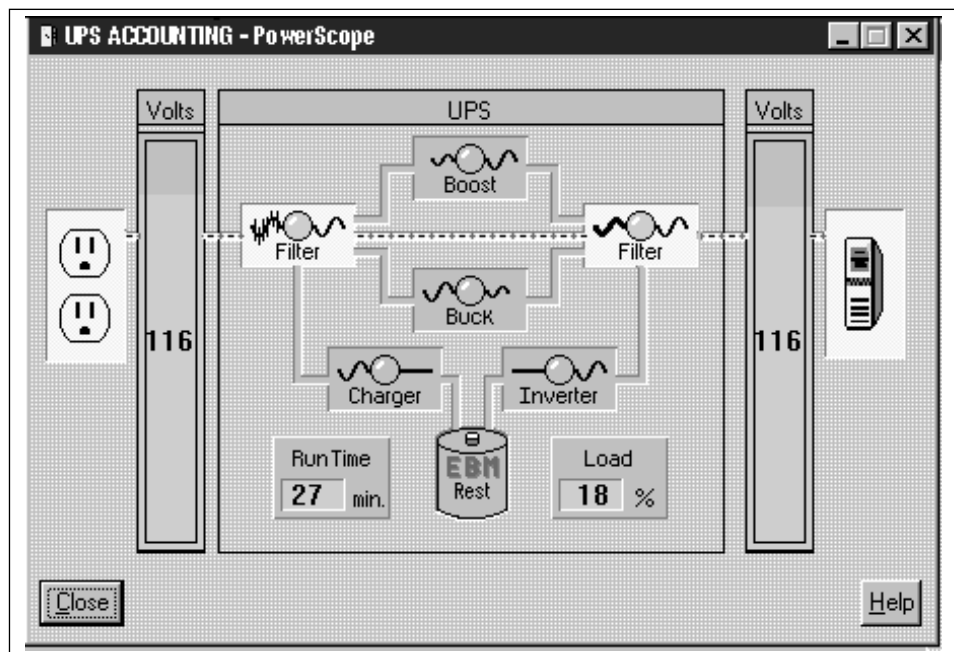 UPS ACCOUNTING - PowerScope
Volts
UPS
Volts
Boost
Filter
Filter
Buck
116
116
Charger
Inverter
Run Time
27 min.
EBM
Rest
Load
18 %
Close
Help